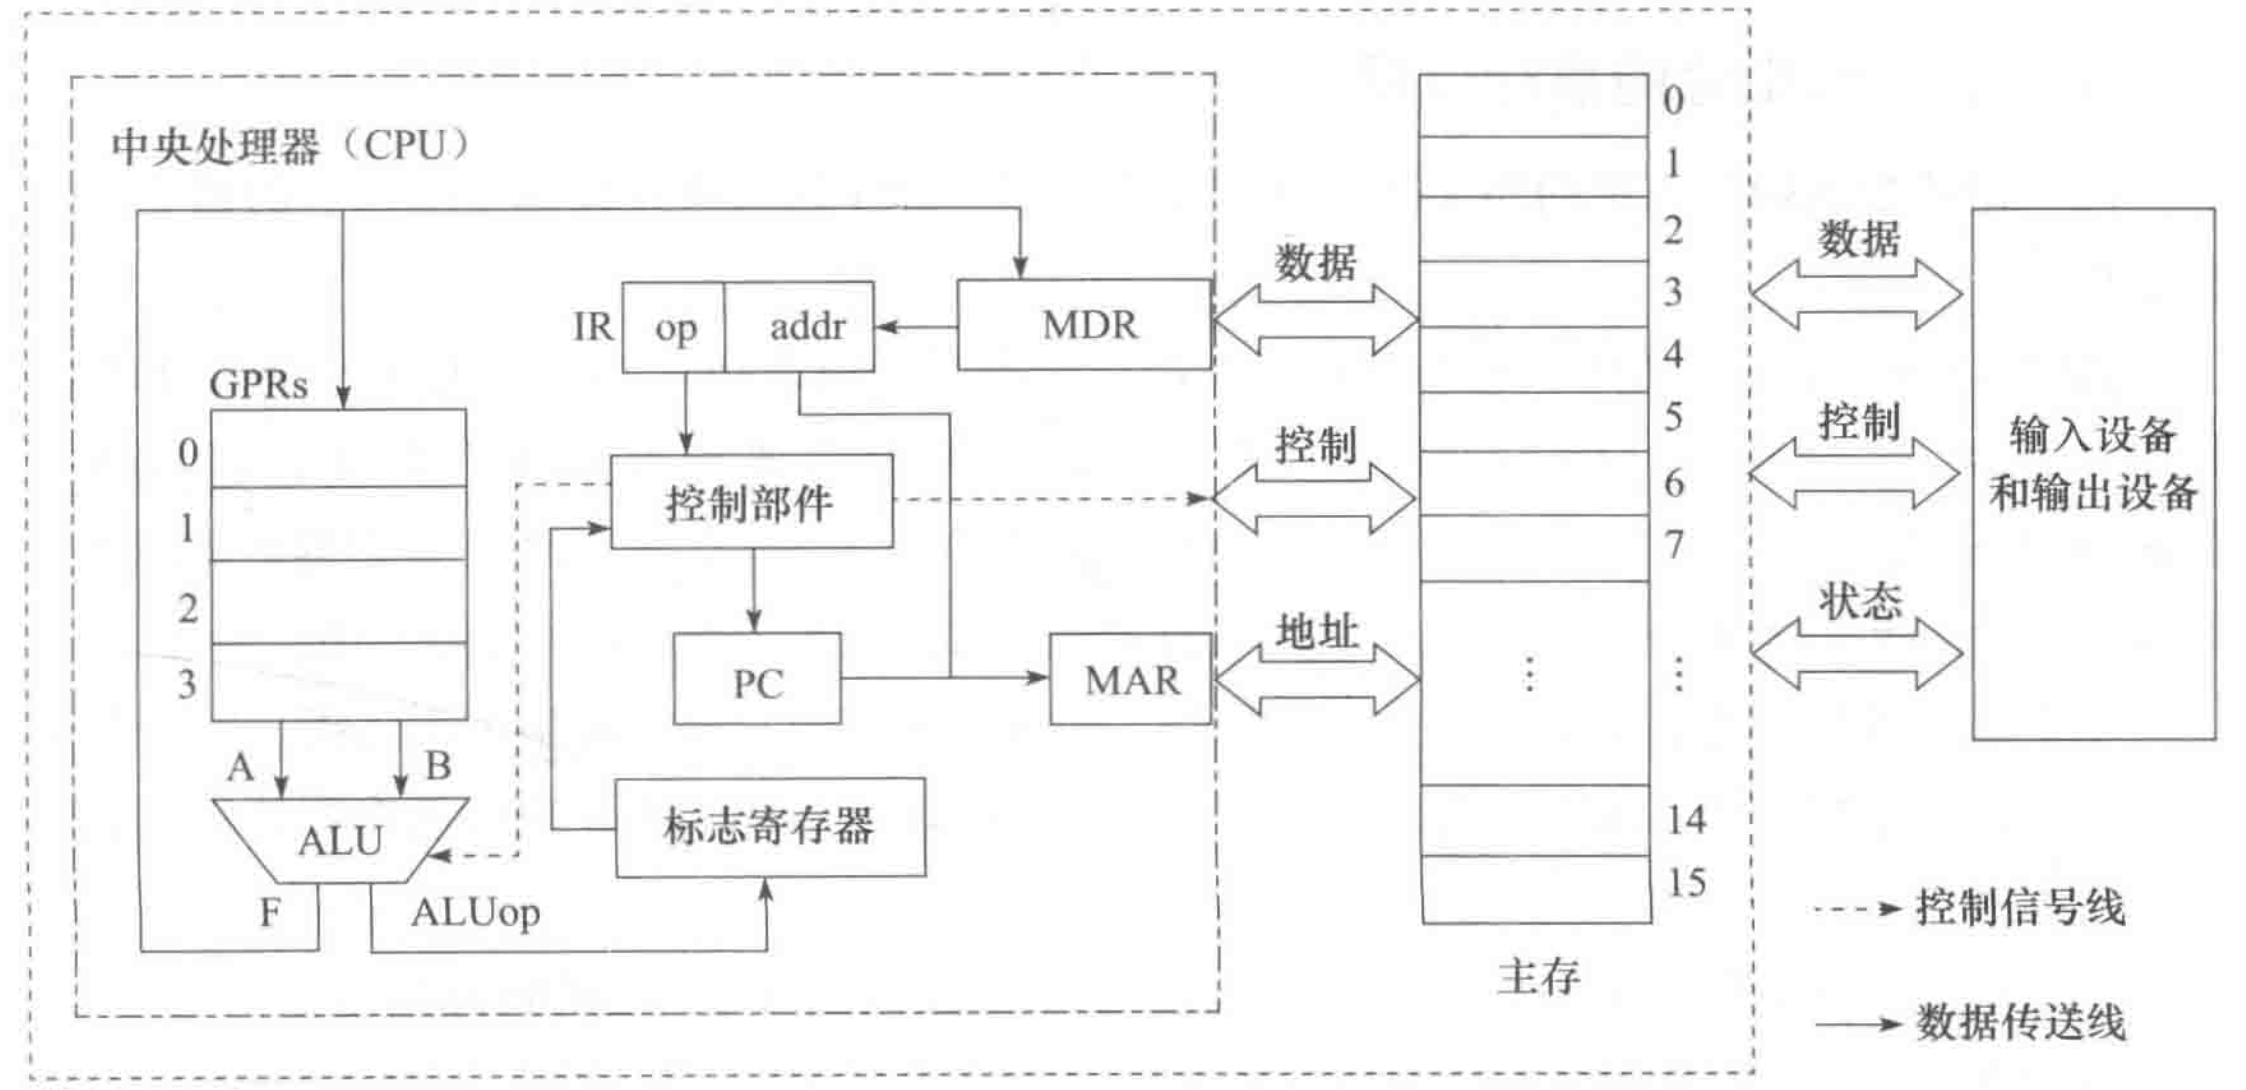 中央处理器（CPU）
IR
op
addr
MDR
GPRs
0
1
2
3
控制部件
PC
MAR
A
B
ALU
F
ALUop
标志寄存器
数据
控制
地址
0
1
2
3
4
5
6
7
⋮
⋮
14
15
主存
数据
控制
状态
输入设备
和输出设备
控制信号线
数据传送线